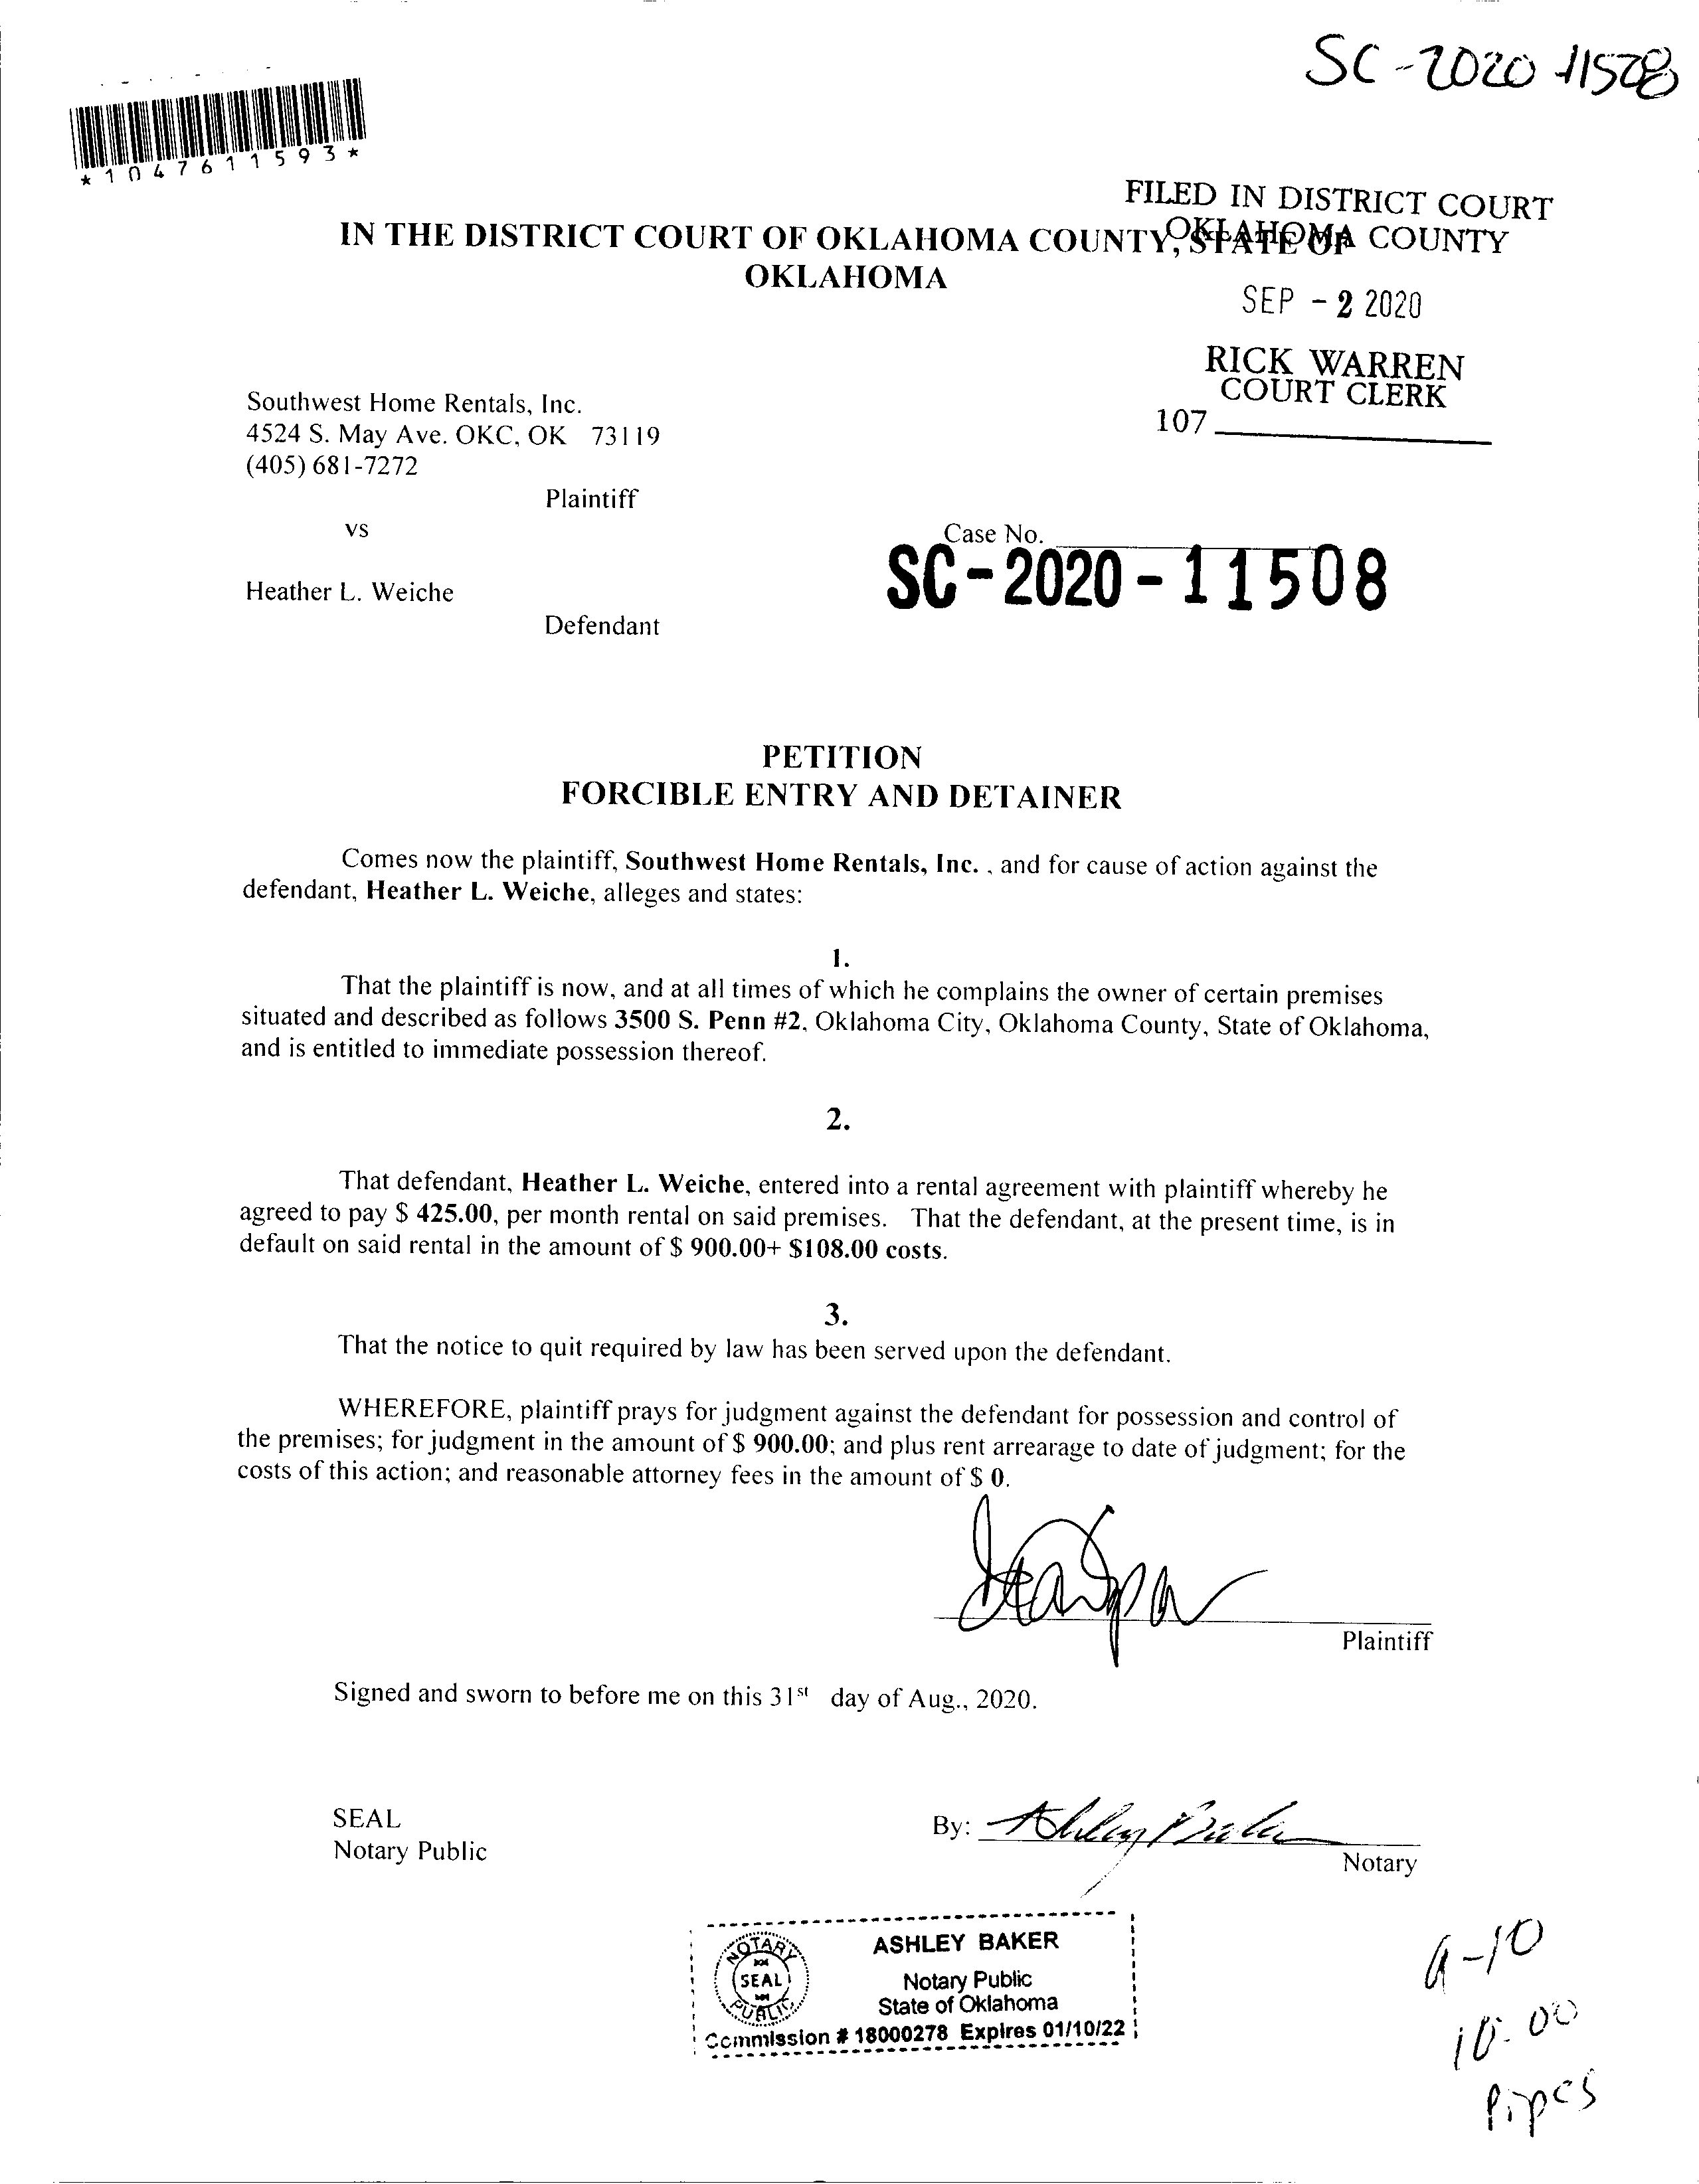 SC-2020 11508
*1047611593*
FILED IN DISTRICT COURT
OKLAHOMA COUNTY
IN THE DISTRICT COURT OF OKLAHOMA COUNTY, STATE OF
OKLAHOMA
SEP - 2 2020
RICK WARREN
COURT CLERK
107
Southwest Home Rentals, Inc.
4524 S. May Ave. OKC, OK 73119
(405) 681-7272
Plaintiff
vs
Case No.
SC-2020-11508
Heather L. Weiche
Defendant
PETITION
FORCIBLE ENTRY AND DETAINER
Comes now the plaintiff, Southwest Home Rentals, Inc. , and for cause of action against the
defendant, Heather L. Weiche, alleges and states:
1.
That the plaintiff is now, and at all times of which he complains the owner of certain premises
situated and described as follows 3500 S. Penn #2, Oklahoma City, Oklahoma County, State of Oklahoma,
and is entitled to immediate possession thereof.
2.
That defendant, Heather L. Weiche, entered into a rental agreement with plaintiff whereby he
agreed to pay $ 425.00, per month rental on said premises. That the defendant, at the present time, is in
default on said rental in the amount of $ 900.00+ $108.00 costs.
3.
That the notice to quit required by law has been served upon the defendant.
WHEREFORE, plaintiff prays for judgment against the defendant for possession and control of
the premises; for judgment in the amount of $ 900.00; and plus rent arrearage to date of judgment; for the
costs of this action; and reasonable attorney fees in the amount of $ 0.
Plaintiff
Signed and sworn to before me on this 31st day of Aug., 2020.
SEAL
Notary Public
By: Ashley Baker
Notary
NOTARY
SEAL
PUBLIC
ASHLEY BAKER
Notary Public
State of Oklahoma
Commission # 18000278 Expires 01/10/22
10:00
Pipes